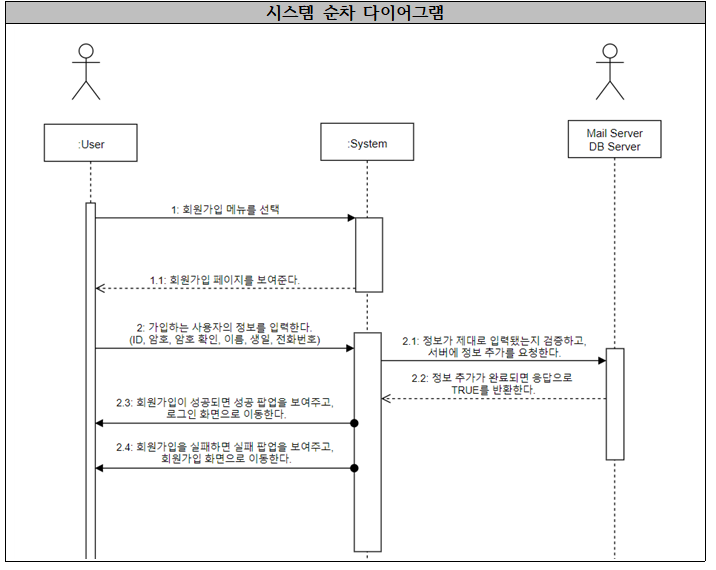 시스템 순차 다이어그램
:User
:System
Mail Server
DB Server
1: 회원가입 메뉴를 선택
1.1: 회원가입 페이지를 보여준다.
2: 가입하는 사용자의 정보를 입력한다.
(ID, 암호, 암호 확인, 이름, 생일, 전화번호)
2.1: 정보가 제대로 입력됐는지 검증하고,
서버에 정보 추가를 요청한다.
2.2: 정보 추가가 완료되면 응답으로
TRUE를 반환한다.
2.3: 회원가입이 성공되면 성공 팝업을 보여주고,
로그인 화면으로 이동한다.
2.4: 회원가입을 실패하면 실패 팝업을 보여주고,
회원가입 화면으로 이동한다.